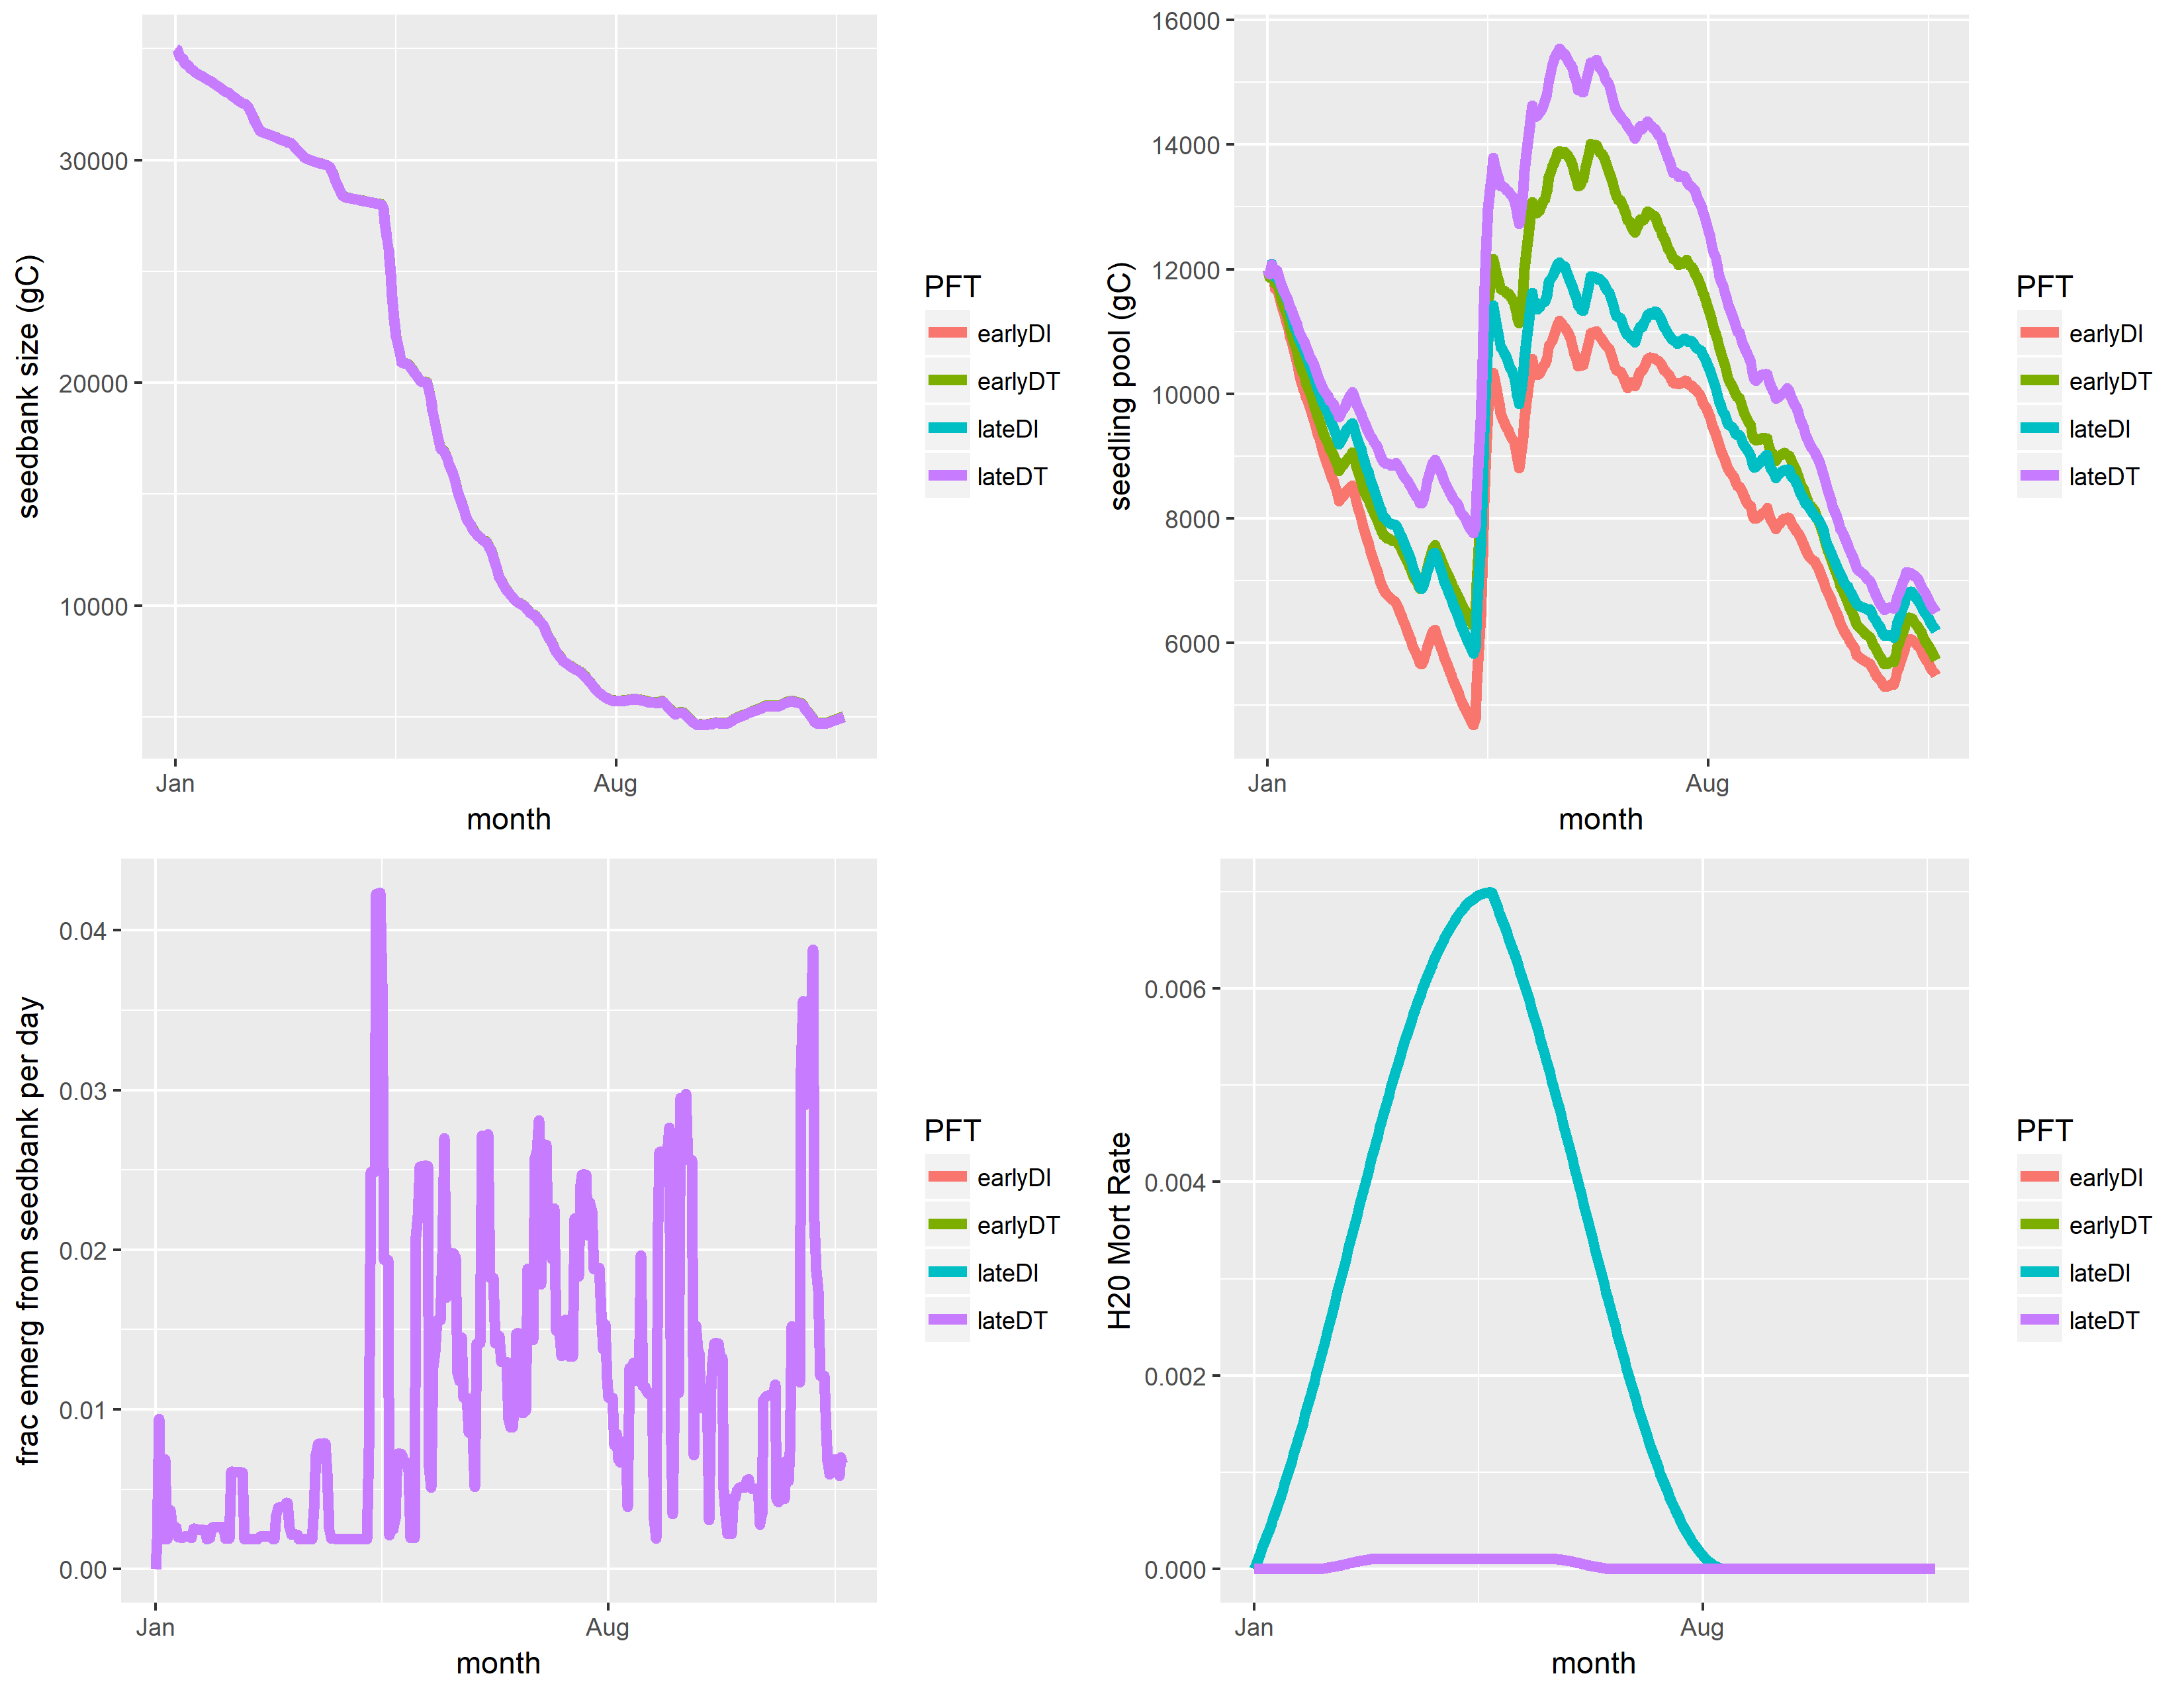 seedbank size (gC)
30000
20000
10000
Jan
Aug
month
PFT
earlyDI
earlyDT
lateDI
lateDT
seedling pool (gC)
16000
14000
12000
10000
8000
6000
Jan
Aug
month
PFT
earlyDI
earlyDT
lateDI
lateDT
frac emerg from seedbank per day
0.04
0.03
0.02
0.01
0.00
Jan
Aug
month
PFT
earlyDI
earlyDT
lateDI
lateDT
H20 Mort Rate
0.006
0.004
0.002
0.000
Jan
Aug
month
PFT
earlyDI
earlyDT
lateDI
lateDT